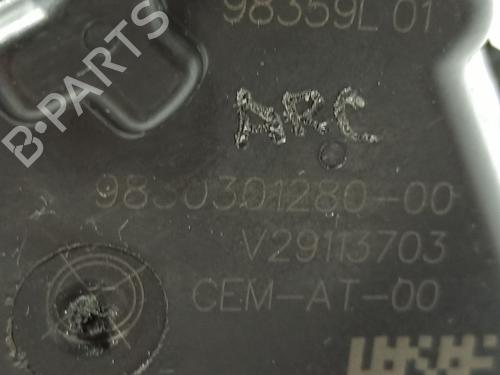 98359L 01
ARC
9830301280-00
V29113703
CEM-AT-00
B-PARTS